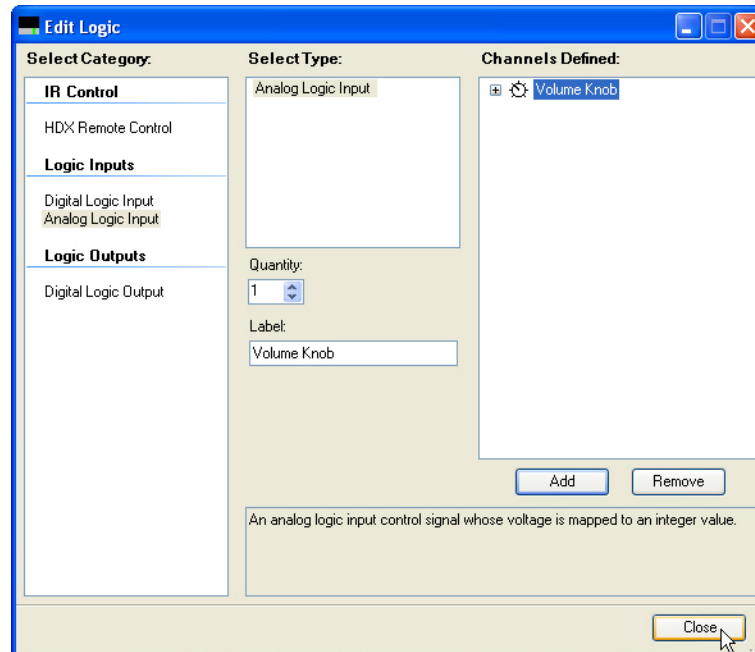 Edit Logic
Select Category:
IR Control
HDX Remote Control
Logic Inputs
Digital Logic Input
Analog Logic Input
Logic Outputs
Digital Logic Output
Select Type:
Analog Logic Input
Quantity:
1
Label:
Volume Knob
Channels Defined:
Volume Knob
Add
Remove
An analog logic input control signal whose voltage is mapped to an integer value.
Close